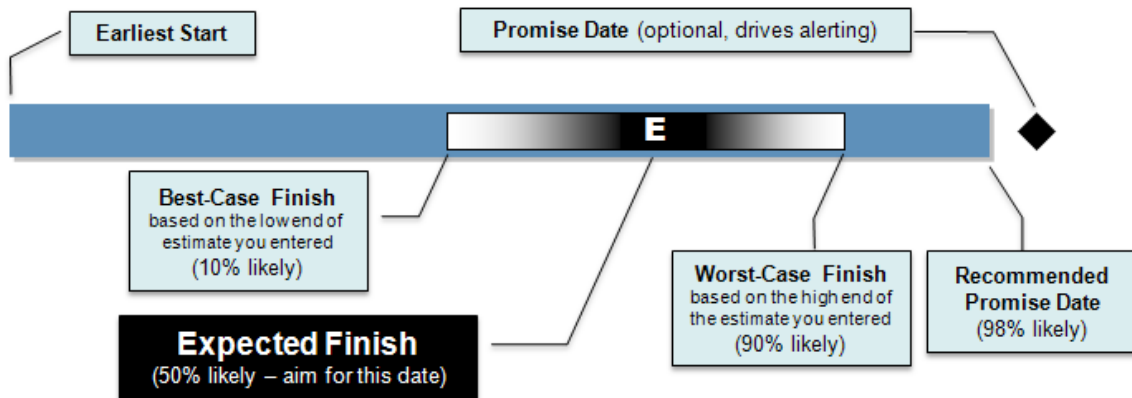 Earliest Start
Promise Date (optional, drives alerting)
E
Best-Case Finish
based on the low end of
estimate you entered
(10% likely)
Expected Finish
(50% likely – aim for this date)
Worst-Case Finish
based on the high end of
the estimate you entered
(90% likely)
Recommended
Promise Date
(98% likely)